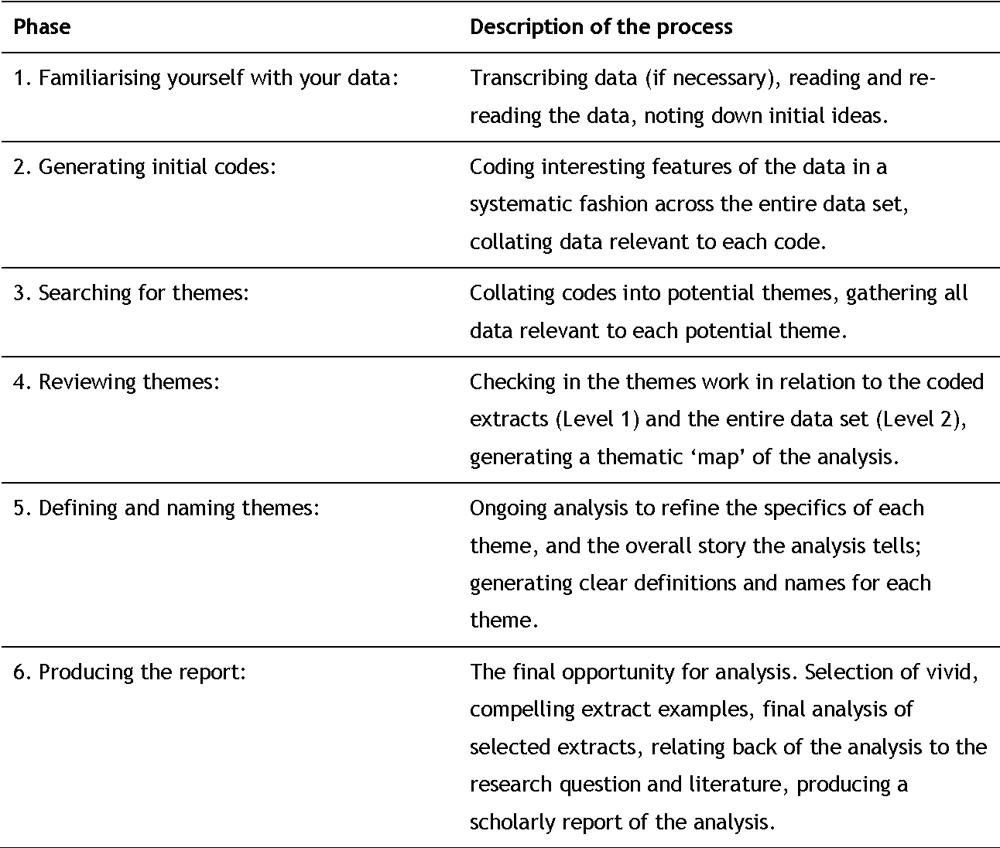 Phase Description of the process
1. Familiarising yourself with your data: Transcribing data (if necessary), reading and re-
reading the data, noting down initial ideas.
2. Generating initial codes: Coding interesting features of the data in a
systematic fashion across the entire data set,
collating data relevant to each code.
3. Searching for themes: Collating codes into potential themes, gathering all
data relevant to each potential theme.
4. Reviewing themes: Checking in the themes work in relation to the coded
extracts (Level 1) and the entire data set (Level 2),
generating a thematic ‘map’ of the analysis.
5. Defining and naming themes: Ongoing analysis to refine the specifics of each
theme, and the overall story the analysis tells;
generating clear definitions and names for each
theme.
6. Producing the report: The final opportunity for analysis. Selection of vivid,
compelling extract examples, final analysis of
selected extracts, relating back of the analysis to the
research question and literature, producing a
scholarly report of the analysis.